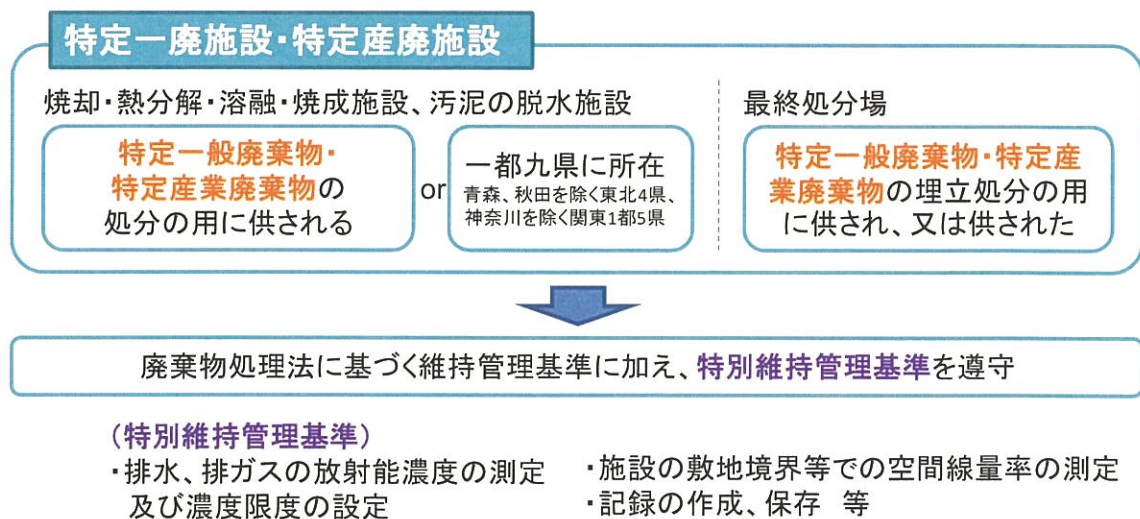 特定一廃施設・特定産廃施設
焼却・熱分解・溶融・焼成施設、汚泥の脱水施設
特定一般廃棄物・
特定産業廃棄物の
処分の用に供される
or
一都九県に所在
青森、秋田を除く東北4県、
神奈川を除く関東1都5県
最終処分場
特定一般廃棄物・特定産
業廃棄物の埋立処分の用
に供され、又は供された
廃棄物処理法に基づく維持管理基準に加え、特別維持管理基準を遵守
(特別維持管理基準)
・排水、排ガスの放射能濃度の測定
及び濃度限度の設定
・施設の敷地境界等での空間線量率の測定
・記録の作成、保存 等